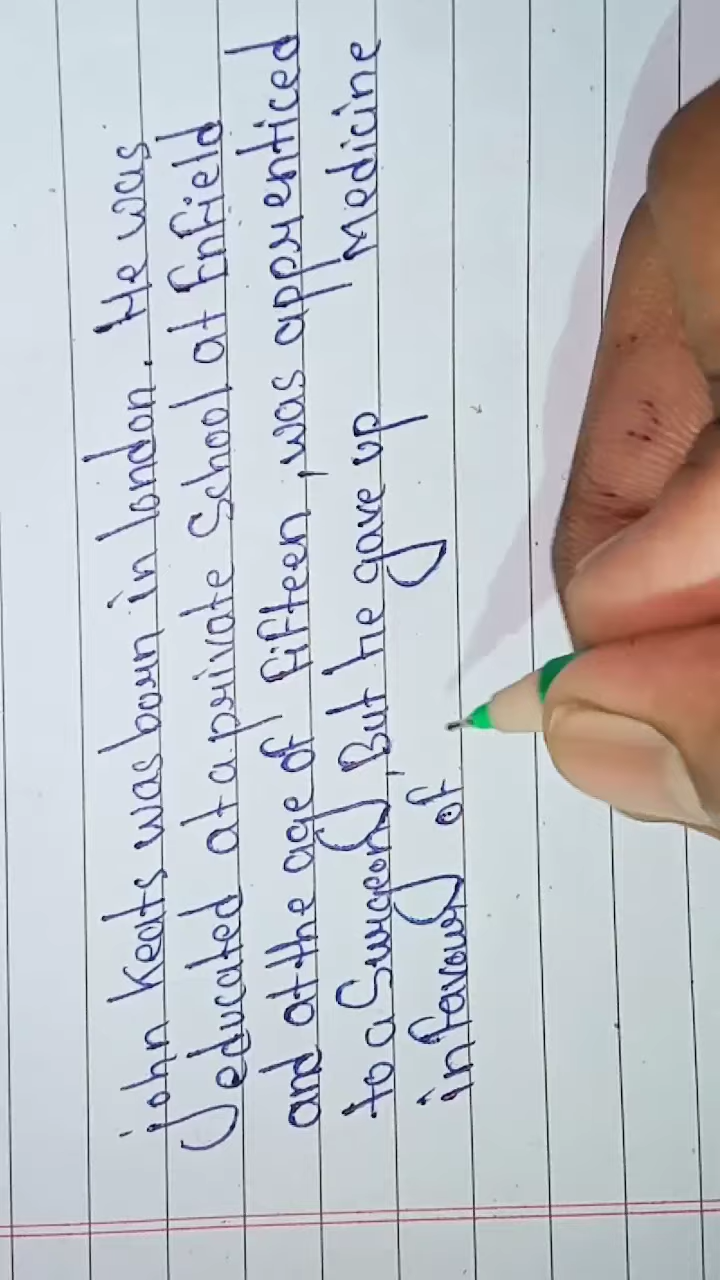 john Keats was born in london. He was
educated at a private School at Enfield
and at the age of fifteen, was apprenticed
to a Surgeon, But he gave up Medicine
in favour of